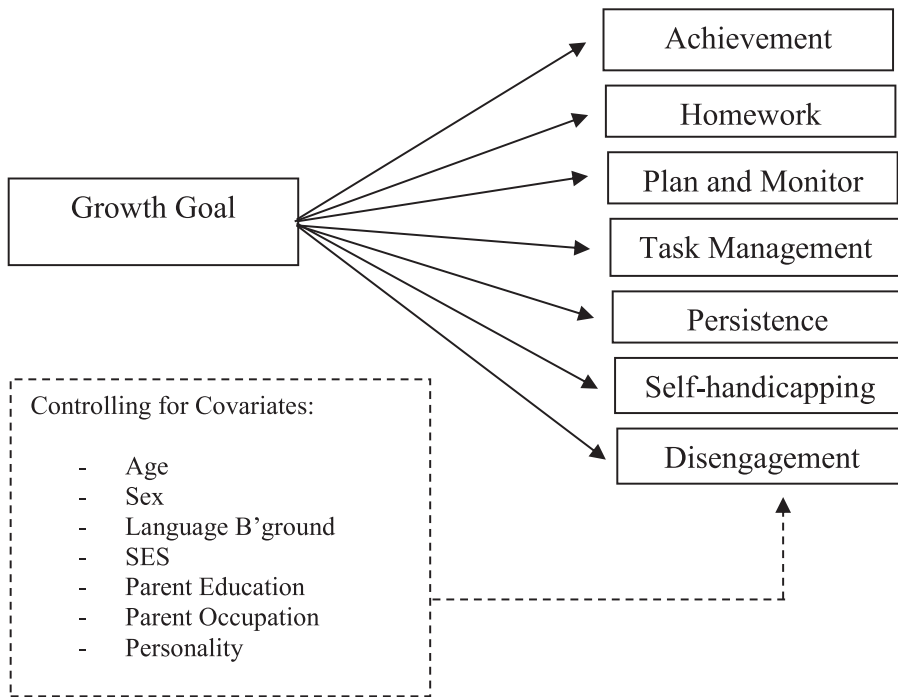 Achievement
Homework
Plan and Monitor
Growth Goal
Task Management
Persistence
Self-handicapping
Disengagement
Controlling for Covariates:
- Age
- Sex
- Language B’ground
- SES
- Parent Education
- Parent Occupation
- Personality